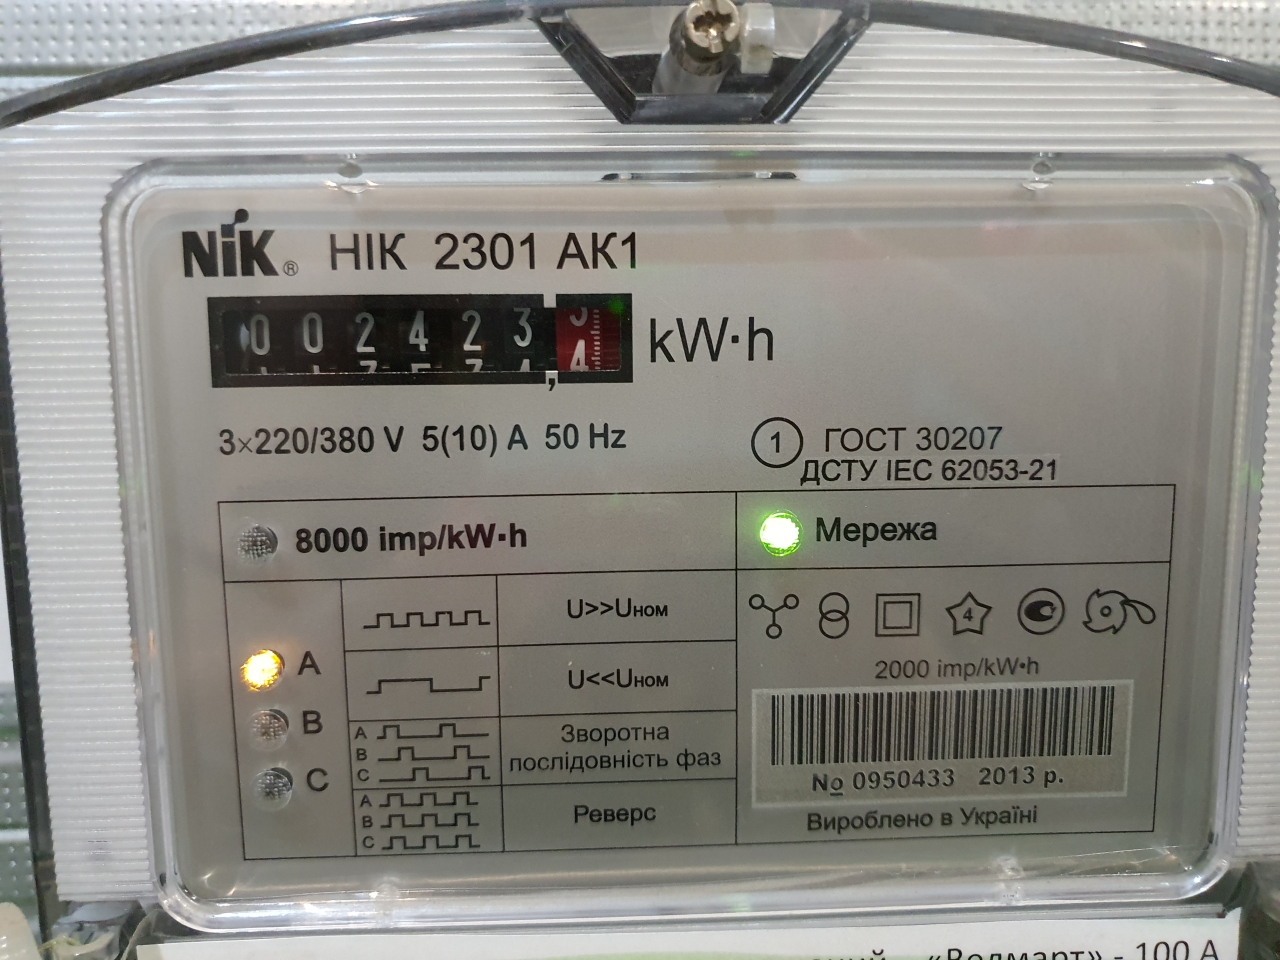 NiK® НІК 2301 АК1
0 0 2 4 2 3 , 3 kW·h
4
3×220/380 V 5(10) A 50 Hz
1 ГОСТ 30207
ДСТУ IEC 62053-21
8000 imp/kW·h
Мережа
U>>Uном
A
U<<Uном
B
C
A
B
C
Зворотна
послідовність фаз
A
B
C
Реверс
4
2000 imp/kW·h
№ 0950433 2013 р.
Вироблено в Україні
«Велмарт» - 100 А